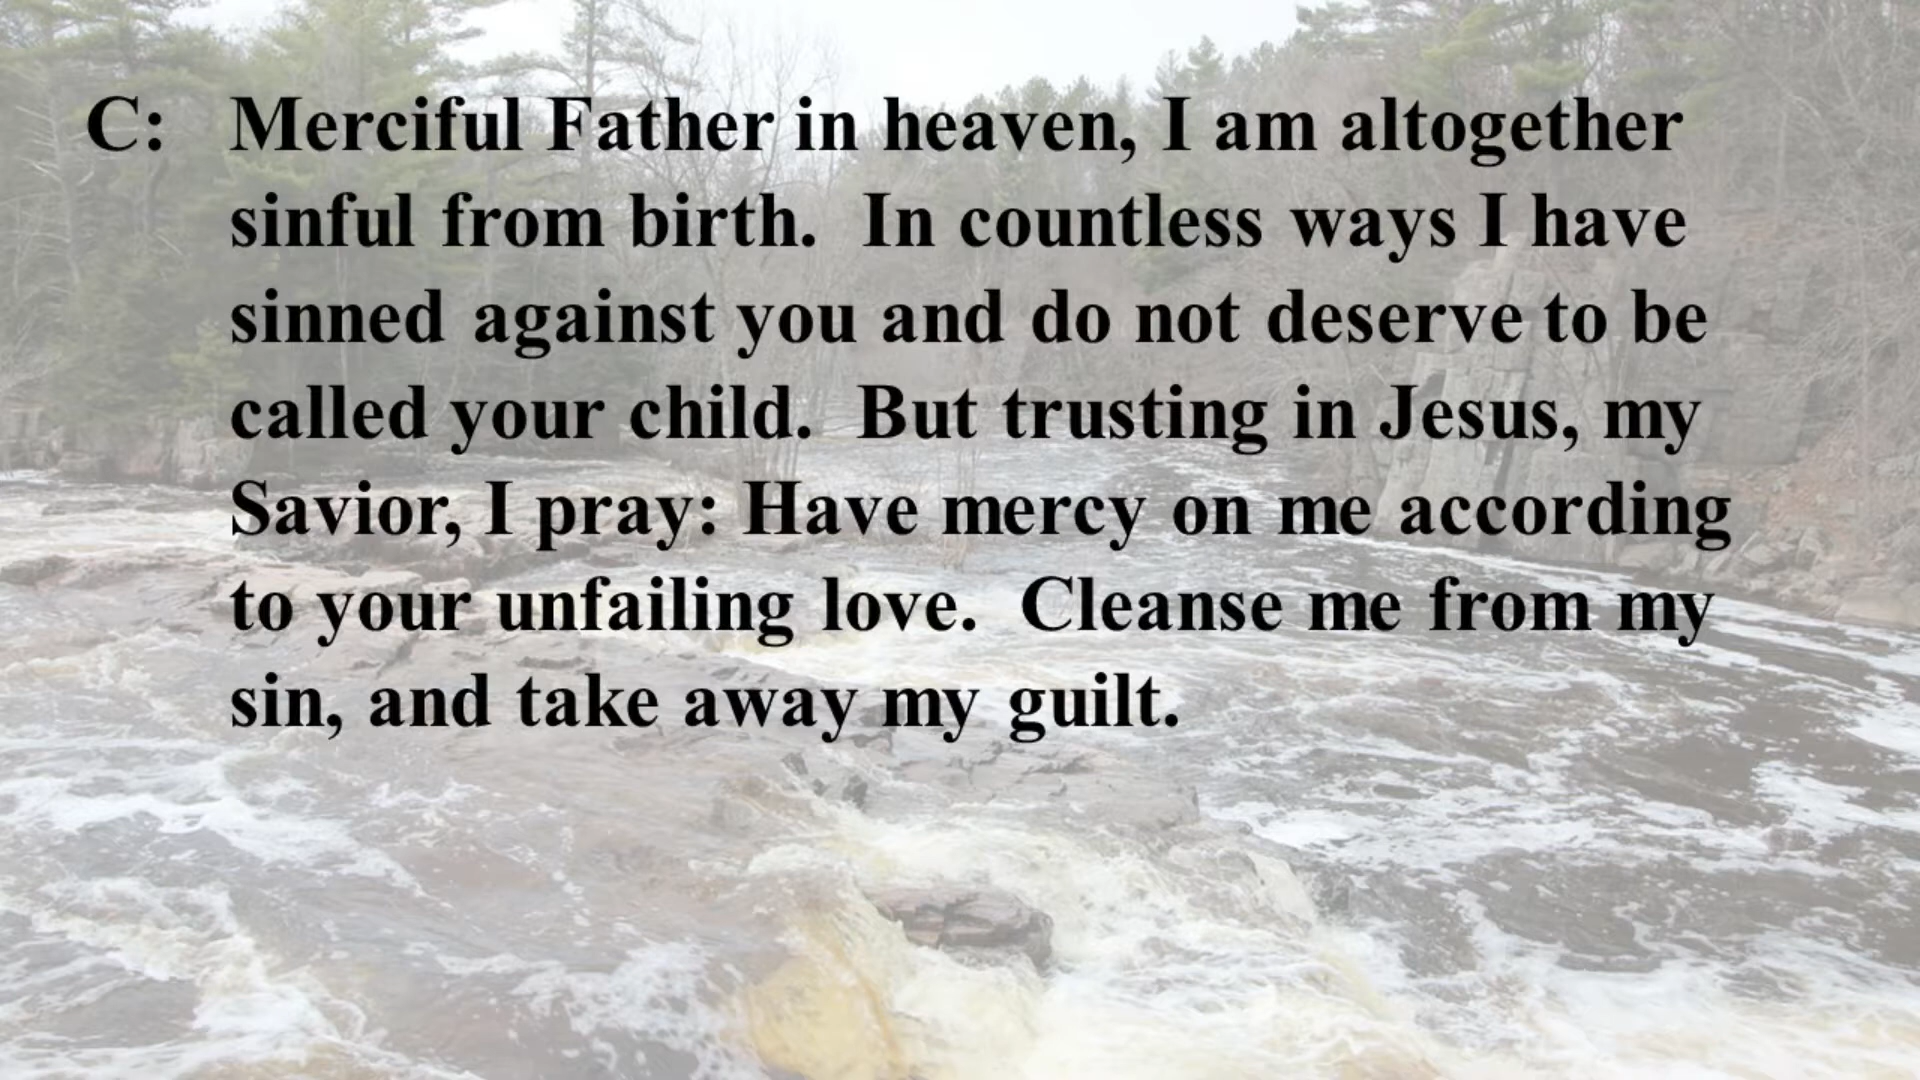 C: Merciful Father in heaven, I am altogether
sinful from birth. In countless ways I have
sinned against you and do not deserve to be
called your child. But trusting in Jesus, my
Savior, I pray: Have mercy on me according
to your unfailing love. Cleanse me from my
sin, and take away my guilt.